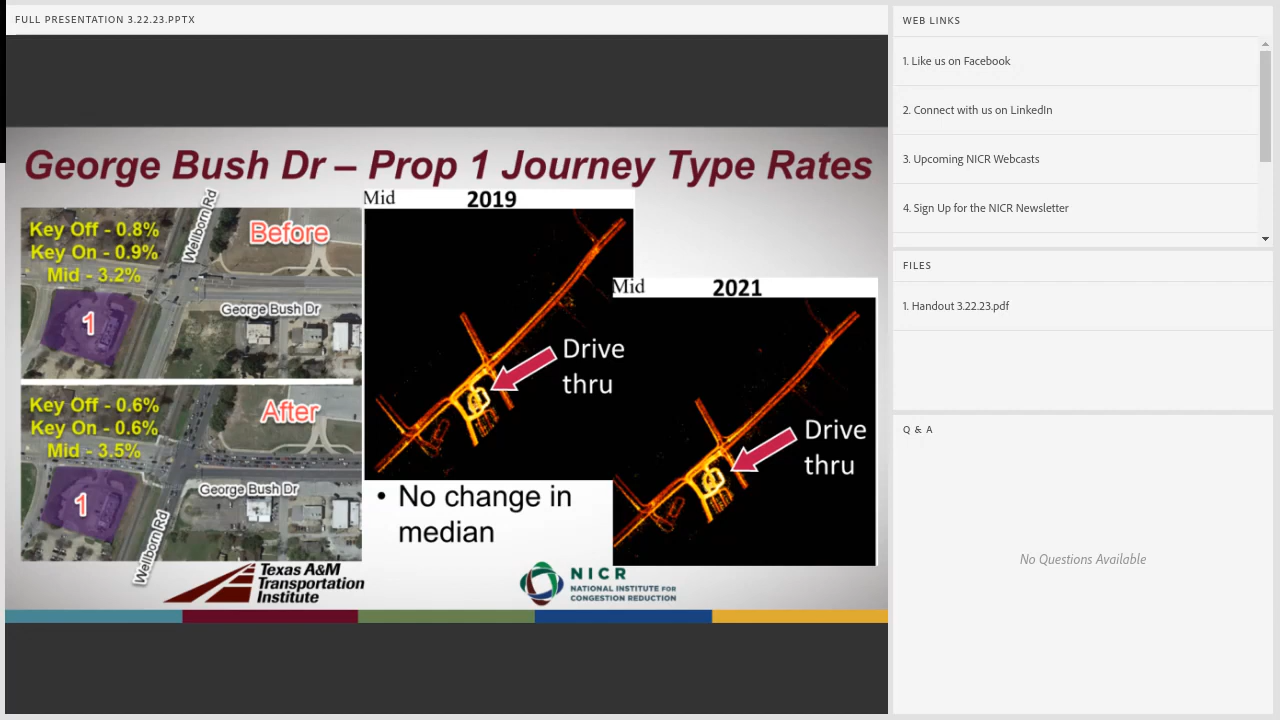 FULL PRESENTATION 3.22.23.PPTX
George Bush Dr – Prop 1 Journey Type Rates
Key Off - 0.8%
Key On - 0.9%
Mid - 3.2%
Wellborn Rd
Before
George Bush Dr
1
Key Off - 0.6%
Key On - 0.6%
Mid - 3.5%
After
George Bush Dr
1
Wellborn Rd
Mid
2019
Drive
thru
Mid
2021
Drive
thru
• No change in
median
Texas A&M
Transportation
Institute
NICR
NATIONAL INSTITUTE FOR
CONGESTION REDUCTION
WEB LINKS
1. Like us on Facebook
2. Connect with us on LinkedIn
3. Upcoming NICR Webcasts
4. Sign Up for the NICR Newsletter
FILES
1. Handout 3.22.23.pdf
Q & A
No Questions Available